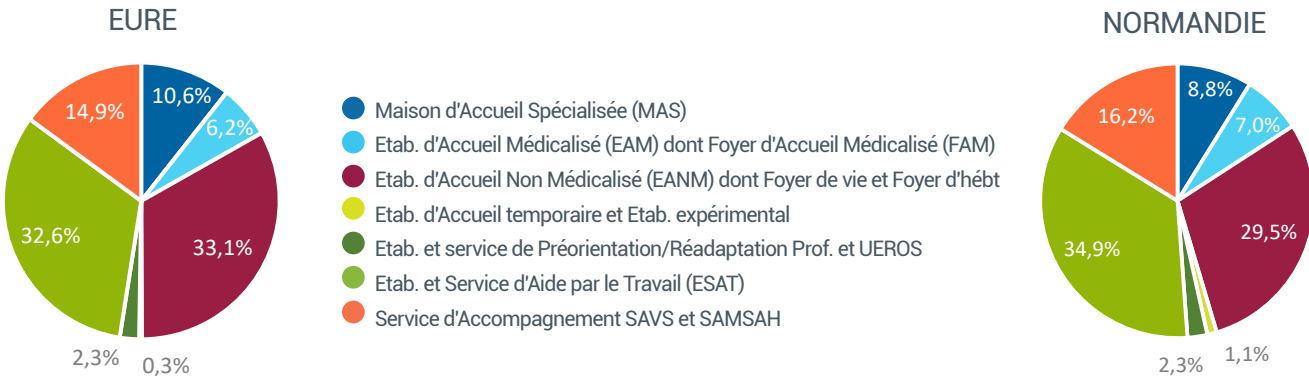 EURE
14,9%
10,6%
6,2%
32,6%
33,1%
2,3%
0,3%
Maison d'Accueil Spécialisée (MAS)
Etab. d'Accueil Médicalisé (EAM) dont Foyer d'Accueil Médicalisé (FAM)
Etab. d'Accueil Non Médicalisé (EANM) dont Foyer de vie et Foyer d'hébt
Etab. d'Accueil temporaire et Etab. expérimental
Etab. et service de Préorientation/Réadaptation Prof. et UEROS
Etab. et Service d'Aide par le Travail (ESAT)
Service d'Accompagnement SAVS et SAMSAH
NORMANDIE
16,2%
8,8%
7,0%
34,9%
29,5%
2,3%
1,1%